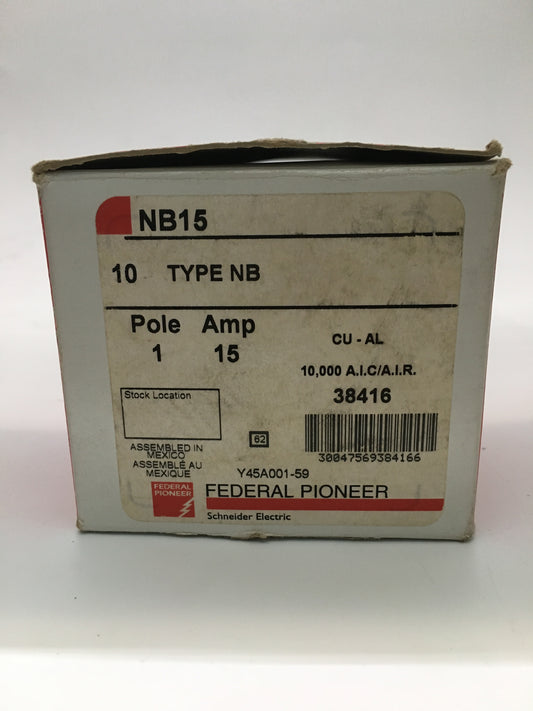 NB15
10 TYPE NB
Pole Amp
1 15
CU - AL
10,000 A.I.C/A.I.R.
38416
Stock Location
62
30047569384166
ASSEMBLED IN
MEXICO
ASSEMBLÉ AU
MEXIQUE
Y45A001-59
FEDERAL
PIONEER
FEDERAL PIONEER
Schneider Electric